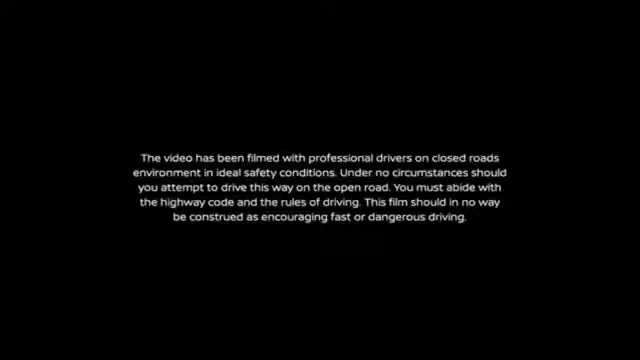 The video has been filmed with professional drivers on closed roads
environment in ideal safety conditions. Under no circumstances should
you attempt to drive this way on the open road. You must abide with
the highway code and the rules of driving. This film should in no way
be construed as encouraging fast or dangerous driving.